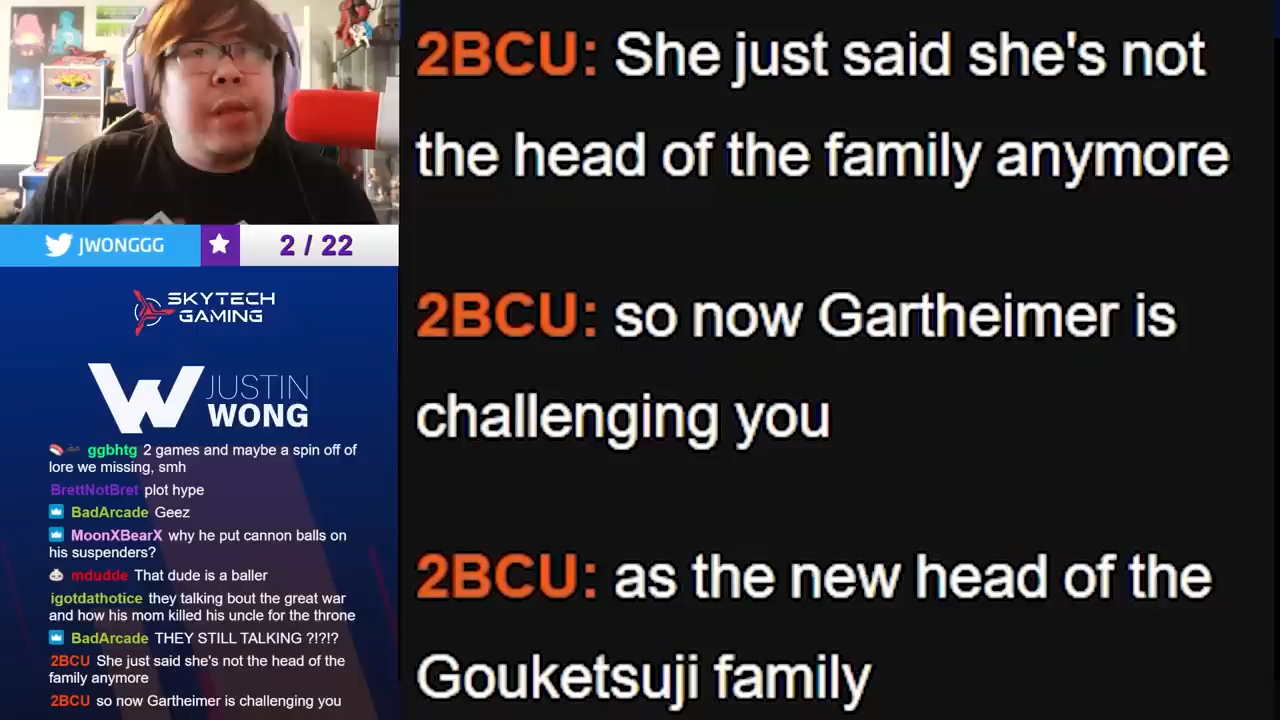 JWONGGG
2 / 22
SKYTECH
GAMING
JUSTIN
WONG
ggbhtg 2 games and maybe a spin off of
lore we missing, smh
BrettNotBret plot hype
BadArcade Geez
MoonXBearX why he put cannon balls on
his suspenders?
mdudde That dude is a baller
igotdathotice they talking bout the great war
and how his mom killed his uncle for the throne
BadArcade THEY STILL TALKING ?!?!?
2BCU She just said she's not the head of the
family anymore
2BCU so now Gartheimer is challenging you
2BCU: She just said she's not
the head of the family anymore
2BCU: so now Gartheimer is
challenging you
2BCU: as the new head of the
Gouketsuji family